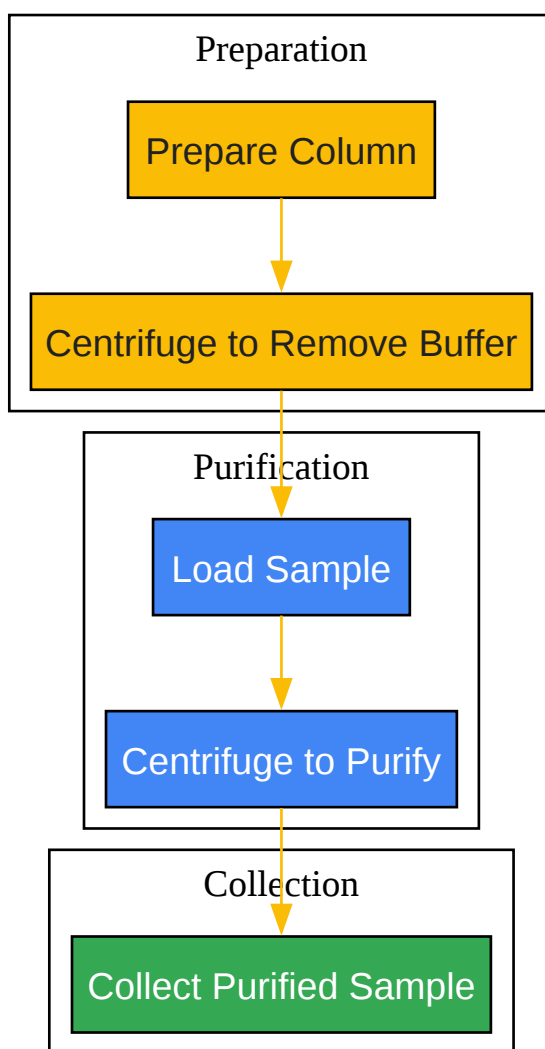 Preparation
Prepare Column
Centrifuge to Remove Buffer
Purification
Load Sample
Centrifuge to Purify
Collection
Collect Purified Sample